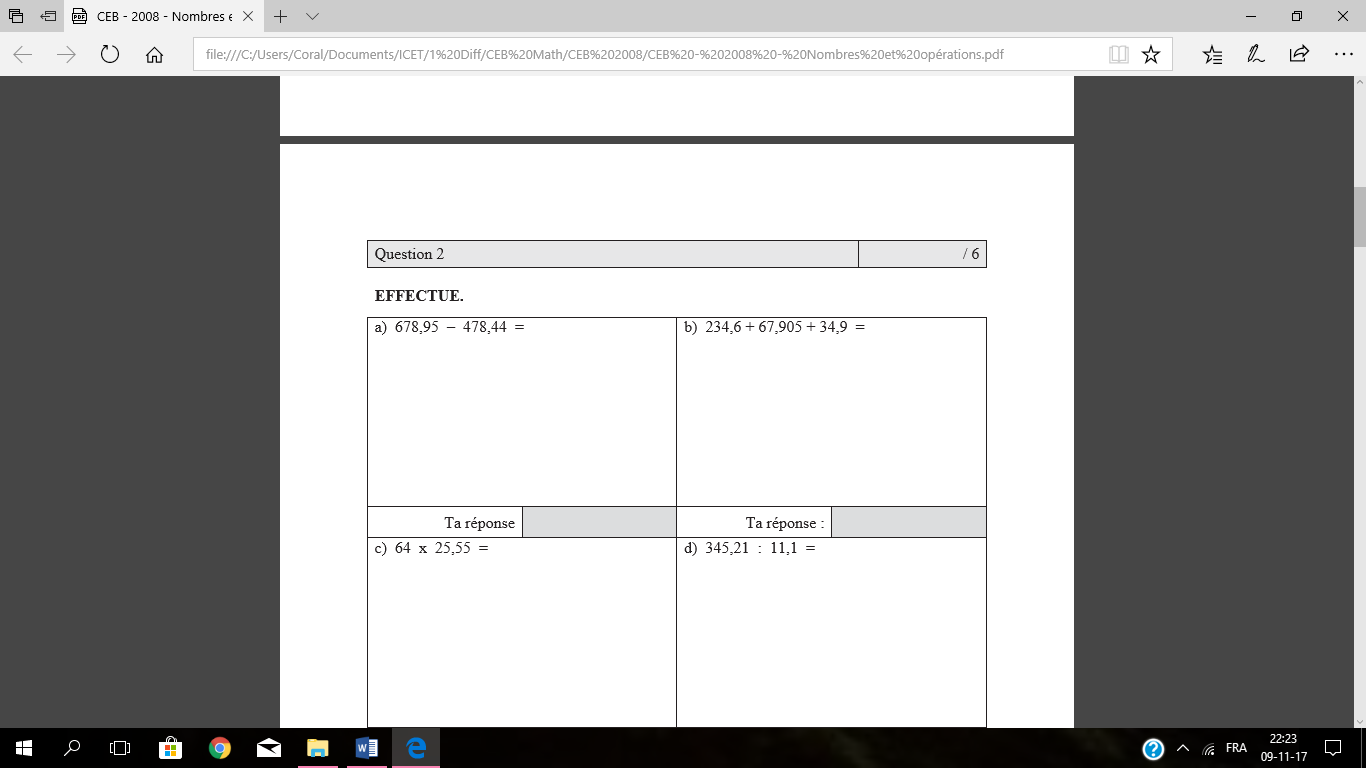 CEB - 2008 - Nombres e
file:///C:/Users/Coral/Documents/ICET/1%20Diff/CEB%20Math/CEB%202008/CEB%20-%202008%20-%20Nombres%20et%20opérations.pdf
Question 2 / 6
EFFECTUE.
a) 678,95 – 478,44 =
b) 234,6 + 67,905 + 34,9 =
Ta réponse
Ta réponse :
c) 64 x 25,55 =
d) 345,21 : 11,1 =
FRA
22:23
09-11-17